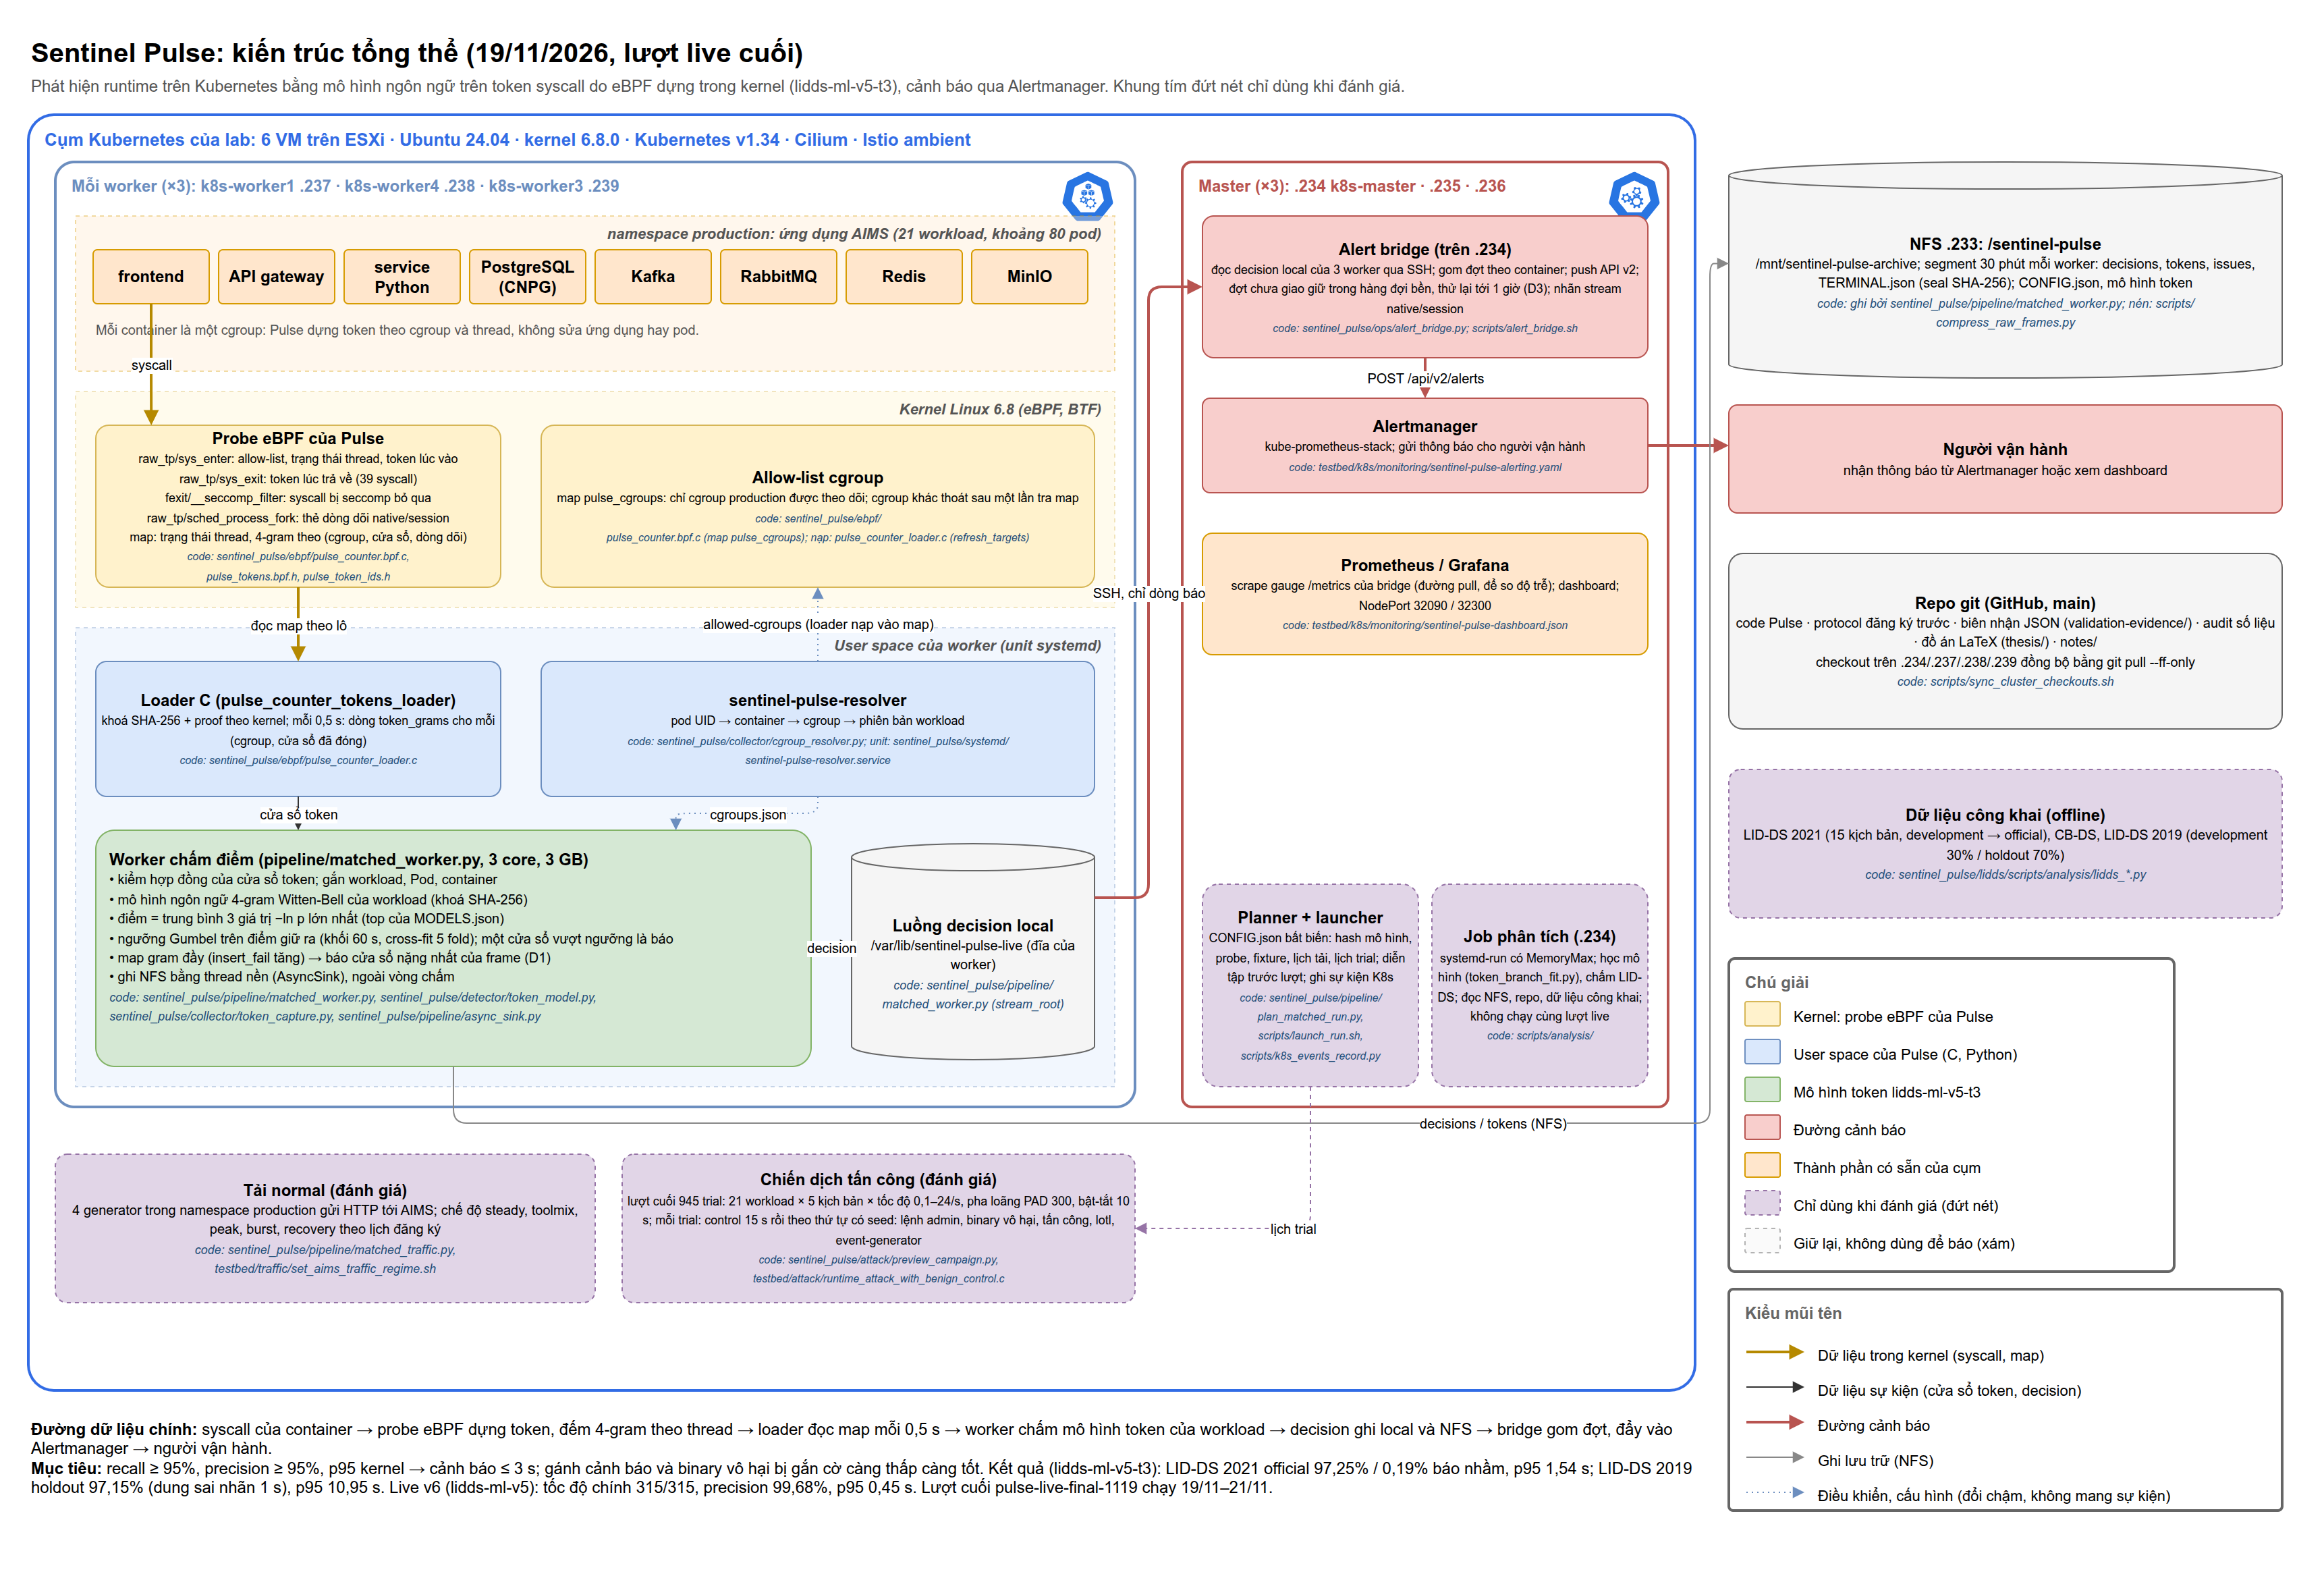 Sentinel Pulse: kiến trúc tổng thể (19/11/2026, lượt live cuối)
Phát hiện runtime trên Kubernetes bằng mô hình ngôn ngữ trên token syscall do eBPF dựng trong kernel (lidds-ml-v5-t3), cảnh báo qua Alertmanager. Khung tím đứt nét chỉ dùng khi đánh giá.
Cụm Kubernetes của lab: 6 VM trên ESXi · Ubuntu 24.04 · kernel 6.8.0 · Kubernetes v1.34 · Cilium · Istio ambient
Mỗi worker (×3): k8s-worker1 .237 · k8s-worker4 .238 · k8s-worker3 .239
namespace production: ứng dụng AIMS (21 workload, khoảng 80 pod)
frontend
API gateway
service
Python
PostgreSQL
(CNPG)
Kafka
RabbitMQ
Redis
MinIO
Mỗi container là một cgroup: Pulse dựng token theo cgroup và thread, không sửa ứng dụng hay pod.
syscall
Kernel Linux 6.8 (eBPF, BTF)
Probe eBPF của Pulse
raw_tp/sys_enter: allow-list, trạng thái thread, token lúc vào
raw_tp/sys_exit: token lúc trả về (39 syscall)
fexit/__seccomp_filter: syscall bị seccomp bỏ qua
raw_tp/sched_process_fork: thẻ dòng dõi native/session
map: trạng thái thread, 4-gram theo (cgroup, cửa sổ, dòng dõi)
code: sentinel_pulse/ebpf/pulse_counter.bpf.c,
pulse_tokens.bpf.h, pulse_token_ids.h
Allow-list cgroup
map pulse_cgroups: chỉ cgroup production được theo dõi; cgroup khác thoát sau một lần tra map
code: sentinel_pulse/ebpf/
pulse_counter.bpf.c (map pulse_cgroups); nạp: pulse_counter_loader.c (refresh_targets)
đọc map theo lô
allowed-cgroups (loader nạp vào map)
User space của worker (unit systemd)
Loader C (pulse_counter_tokens_loader)
khoá SHA-256 + proof theo kernel; mỗi 0,5 s: dòng token_grams cho mỗi
(cgroup, cửa sổ đã đóng)
code: sentinel_pulse/ebpf/pulse_counter_loader.c
sentinel-pulse-resolver
pod UID → container → cgroup → phiên bản workload
code: sentinel_pulse/collector/cgroup_resolver.py; unit: sentinel_pulse/systemd/
sentinel-pulse-resolver.service
cửa sổ token
cgroups.json
Worker chấm điểm (pipeline/matched_worker.py, 3 core, 3 GB)
• kiểm hợp đồng của cửa sổ token; gắn workload, Pod, container
• mô hình ngôn ngữ 4-gram Witten-Bell của workload (khoá SHA-256)
• điểm = trung bình 3 giá trị −ln p lớn nhất (top của MODELS.json)
• ngưỡng Gumbel trên điểm giữ ra (khối 60 s, cross-fit 5 fold); một cửa sổ vượt ngưỡng là báo
• map gram đầy (insert_fail tăng) → báo cửa sổ nặng nhất của frame (D1)
• ghi NFS bằng thread nền (AsyncSink), ngoài vòng chấm
code: sentinel_pulse/pipeline/matched_worker.py, sentinel_pulse/detector/token_model.py,
sentinel_pulse/collector/token_capture.py, sentinel_pulse/pipeline/async_sink.py
decision
Luồng decision local
/var/lib/sentinel-pulse-live (đĩa của
worker)
code: sentinel_pulse/pipeline/
matched_worker.py (stream_root)
SSH, chỉ dòng báo
Master (×3): .234 k8s-master · .235 · .236
Alert bridge (trên .234)
đọc decision local của 3 worker qua SSH; gom đợt theo container; push API v2;
đợt chưa giao giữ trong hàng đợi bền, thử lại tới 1 giờ (D3); nhãn stream
native/session
code: sentinel_pulse/ops/alert_bridge.py; scripts/alert_bridge.sh
POST /api/v2/alerts
Alertmanager
kube-prometheus-stack; gửi thông báo cho người vận hành
code: testbed/k8s/monitoring/sentinel-pulse-alerting.yaml
Prometheus / Grafana
scrape gauge /metrics của bridge (đường pull, để so độ trễ); dashboard;
NodePort 32090 / 32300
code: testbed/k8s/monitoring/sentinel-pulse-dashboard.json
Planner + launcher
CONFIG.json bất biến: hash mô hình,
probe, fixture, lịch tải, lịch trial; diễn
tập trước lượt; ghi sự kiện K8s
code: sentinel_pulse/pipeline/
plan_matched_run.py,
scripts/launch_run.sh,
scripts/k8s_events_record.py
Job phân tích (.234)
systemd-run có MemoryMax; học mô
hình (token_branch_fit.py), chấm LID-
DS; đọc NFS, repo, dữ liệu công khai;
không chạy cùng lượt live
code: scripts/analysis/
decisions / tokens (NFS)
lịch trial
Tải normal (đánh giá)
4 generator trong namespace production gửi HTTP tới AIMS; chế độ steady, toolmix,
peak, burst, recovery theo lịch đăng ký
code: sentinel_pulse/pipeline/matched_traffic.py,
testbed/traffic/set_aims_traffic_regime.sh
Chiến dịch tấn công (đánh giá)
lượt cuối 945 trial: 21 workload × 5 kịch bản × tốc độ 0,1–24/s, pha loãng PAD 300, bật-tắt 10
s; mỗi trial: control 15 s rồi theo thứ tự có seed: lệnh admin, binary vô hại, tấn công, lotl,
event-generator
code: sentinel_pulse/attack/preview_campaign.py,
testbed/attack/runtime_attack_with_benign_control.c
NFS .233: /sentinel-pulse
/mnt/sentinel-pulse-archive; segment 30 phút mỗi worker: decisions, tokens, issues,
TERMINAL.json (seal SHA-256); CONFIG.json, mô hình token
code: ghi bởi sentinel_pulse/pipeline/matched_worker.py; nén: scripts/
compress_raw_frames.py
Người vận hành
nhận thông báo từ Alertmanager hoặc xem dashboard
Repo git (GitHub, main)
code Pulse · protocol đăng ký trước · biên nhận JSON (validation-evidence/) · audit số liệu
· đồ án LaTeX (thesis/) · notes/
checkout trên .234/.237/.238/.239 đồng bộ bằng git pull --ff-only
code: scripts/sync_cluster_checkouts.sh
Dữ liệu công khai (offline)
LID-DS 2021 (15 kịch bản, development → official), CB-DS, LID-DS 2019 (development
30% / holdout 70%)
code: sentinel_pulse/lidds/scripts/analysis/lidds_*.py
Chú giải
Kernel: probe eBPF của Pulse
User space của Pulse (C, Python)
Mô hình token lidds-ml-v5-t3
Đường cảnh báo
Thành phần có sẵn của cụm
Chỉ dùng khi đánh giá (đứt nét)
Giữ lại, không dùng để báo (xám)
Kiểu mũi tên
Dữ liệu trong kernel (syscall, map)
Dữ liệu sự kiện (cửa sổ token, decision)
Đường cảnh báo
Ghi lưu trữ (NFS)
Điều khiển, cấu hình (đổi chậm, không mang sự kiện)
Đường dữ liệu chính: syscall của container → probe eBPF dựng token, đếm 4-gram theo thread → loader đọc map mỗi 0,5 s → worker chấm mô hình token của workload → decision ghi local và NFS → bridge gom đợt, đẩy vào
Alertmanager → người vận hành.
Mục tiêu: recall ≥ 95%, precision ≥ 95%, p95 kernel → cảnh báo ≤ 3 s; gánh cảnh báo và binary vô hại bị gắn cờ càng thấp càng tốt. Kết quả (lidds-ml-v5-t3): LID-DS 2021 official 97,25% / 0,19% báo nhầm, p95 1,54 s; LID-DS 2019
holdout 97,15% (dung sai nhãn 1 s), p95 10,95 s. Live v6 (lidds-ml-v5): tốc độ chính 315/315, precision 99,68%, p95 0,45 s. Lượt cuối pulse-live-final-1119 chạy 19/11–21/11.